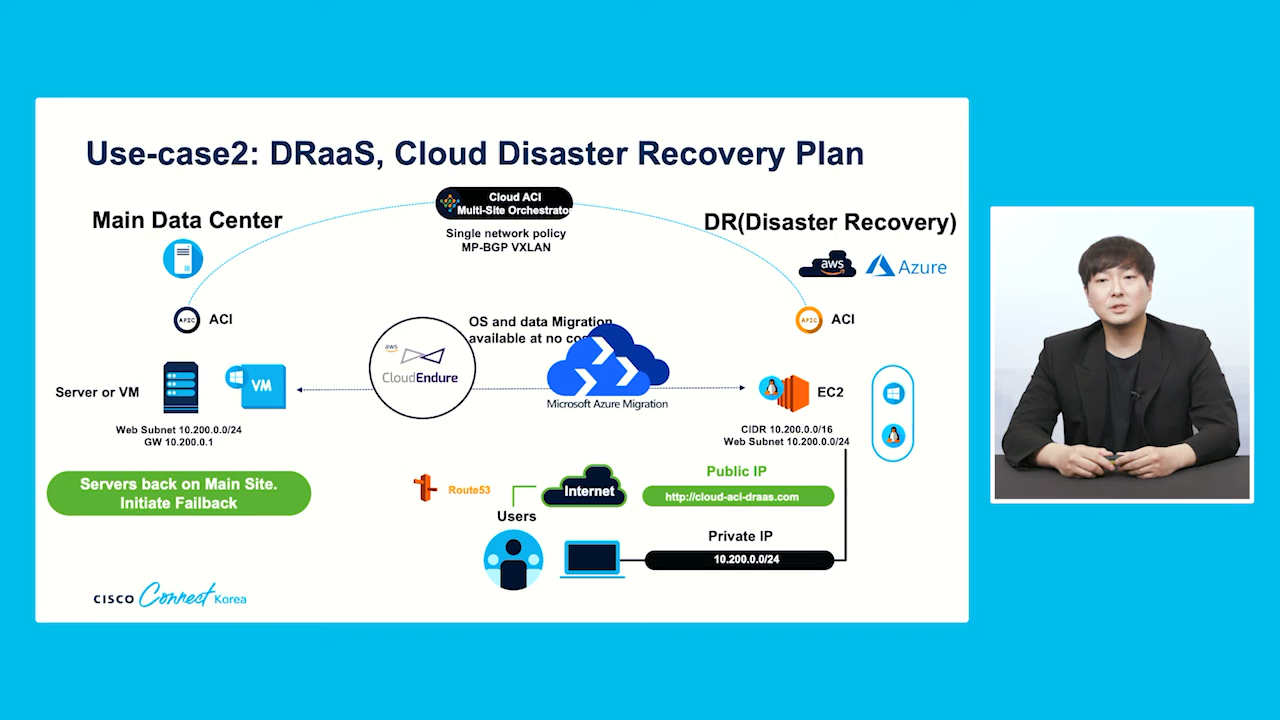 Use-case2: DRaaS, Cloud Disaster Recovery Plan
Cloud ACI
Multi-Site Orchestrator
Single network policy
MP-BGP VXLAN
Main Data Center
DR(Disaster Recovery)
aws
Azure
APIC
ACI
APIC
ACI
OS and data Migration
available at no
aws
CloudEndure
Microsoft Azure Migration
Server or VM
VM
EC2
Web Subnet 10.200.0.0/24
GW 10.200.0.1
CIDR 10.200.0.0/16
Web Subnet 10.200.0.0/24
Servers back on Main Site.
Initiate Failback
Route53
Internet
Public IP
http://cloud-aci-draas.com
Users
Private IP
10.200.0.0/24
CISCO Connect Korea